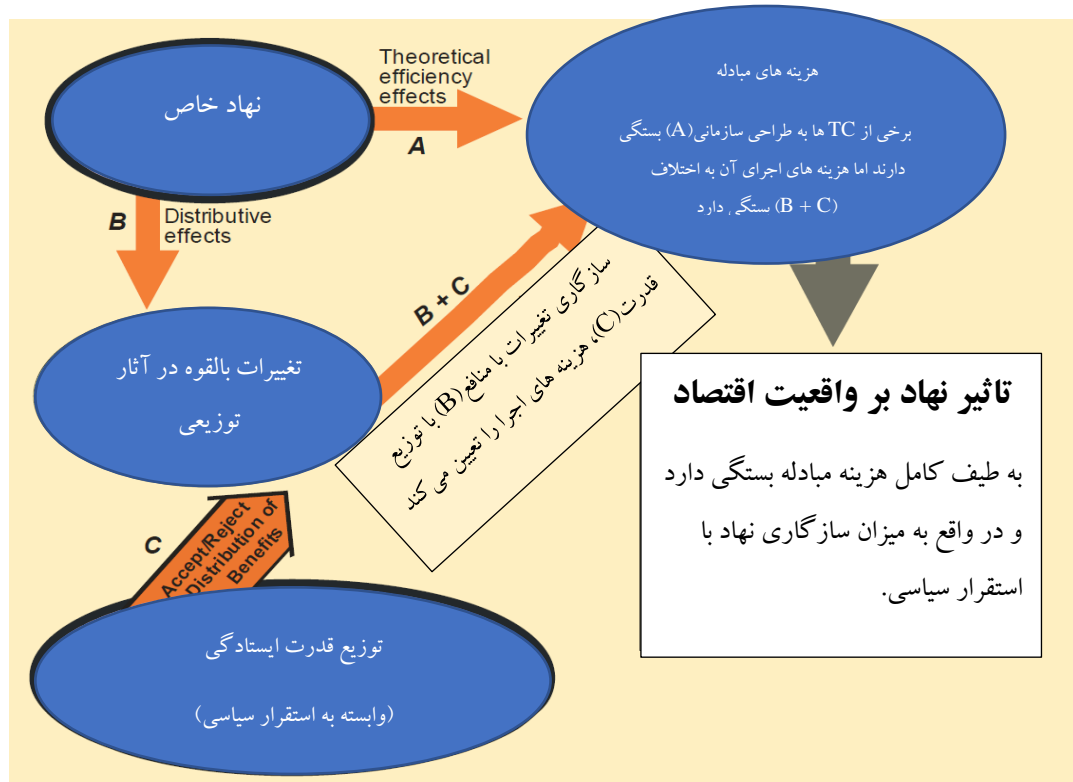 نهاد خاص
Theoretical
efficiency
effects
A
هزینه های مبادله
برخی از TC ها به طراحی سازمانی(A) بستگی
دارند اما هزینه های اجرای آن به اختلاف
(B + C) بستگی دارد
B
Distributive
effects
B + C
سازگاری تغییرات با منافع(B) با توزیع
قدرت(C)، هزینه های اجرا را تعیین می کند
تغییرات بالقوه در آثار
توزیعی
تاثیر نهاد بر واقعیت اقتصاد
به طیف کامل هزینه مبادله بستگی دارد
و در واقع به میزان سازگاری نهاد با
استقرار سیاسی.
C
Accept/Reject
Distribution of
Benefits
توزیع قدرت ایستادگی
(وابسته به استقرار سیاسی)